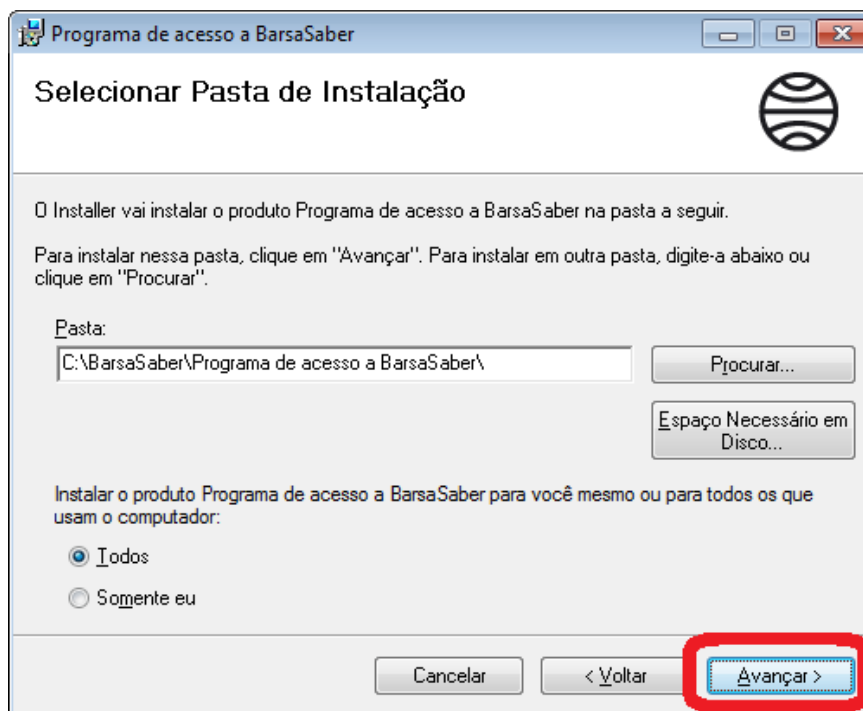 Programa de acesso a BarsaSaber
Selecionar Pasta de Instalação
O Installer vai instalar o produto Programa de acesso a BarsaSaber na pasta a seguir.
Para instalar nessa pasta, clique em "Avançar". Para instalar em outra pasta, digite-a abaixo ou
clique em "Procurar".
Pasta:
C:\BarsaSaber\Programa de acesso a BarsaSaber\
Procurar...
Espaço Necessário em
Disco...
Instalar o produto Programa de acesso a BarsaSaber para você mesmo ou para todos os que
usam o computador:
Todos
Somente eu
Cancelar
< Voltar
Avançar >